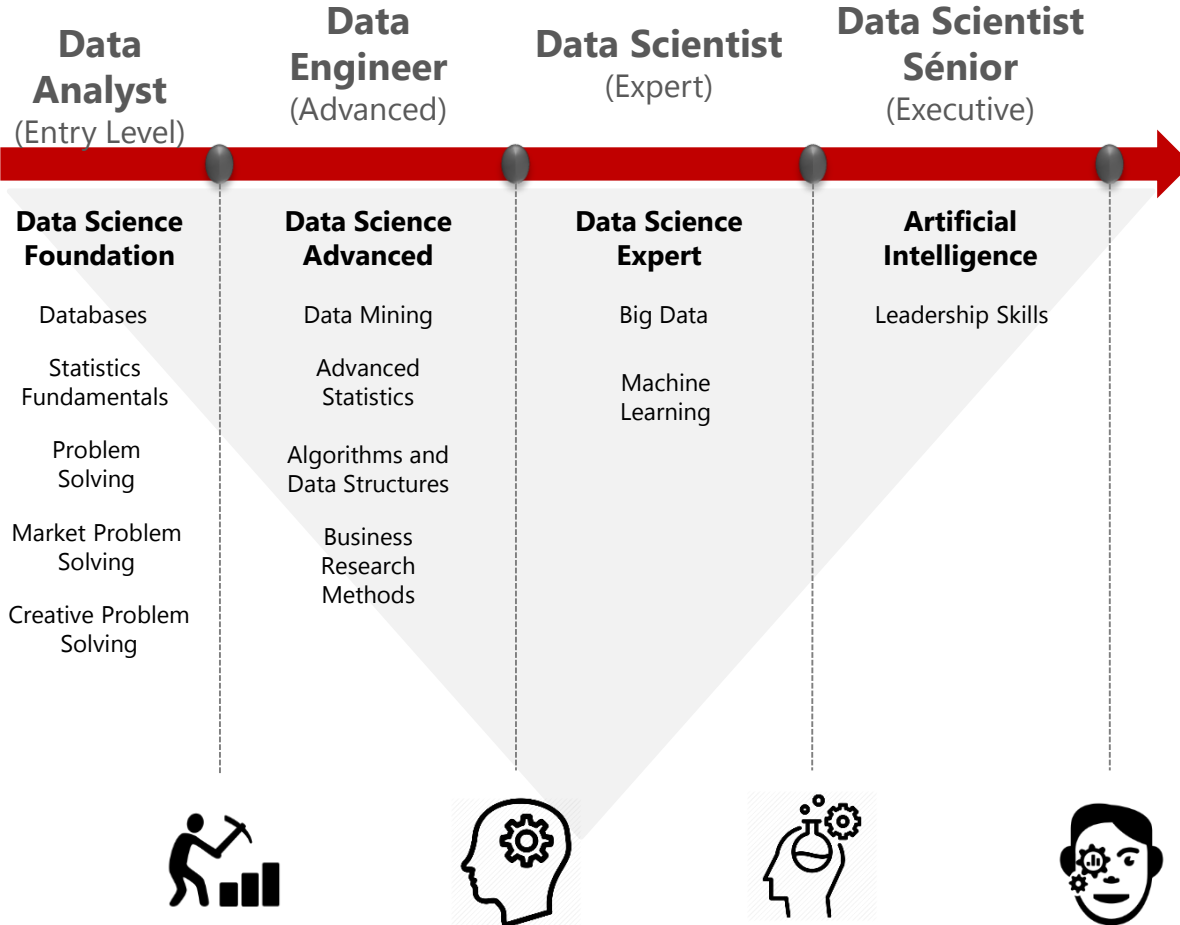 Data
Analyst
(Entry Level)
Data
Engineer
(Advanced)
Data Scientist
(Expert)
Data Scientist
Sénior
(Executive)
Data Science
Foundation
Databases
Statistics
Fundamentals
Problem
Solving
Market Problem
Solving
Creative Problem
Solving
Data Science
Advanced
Data Mining
Advanced
Statistics
Algorithms and
Data Structures
Business
Research
Methods
Data Science
Expert
Big Data
Machine
Learning
Artificial
Intelligence
Leadership Skills